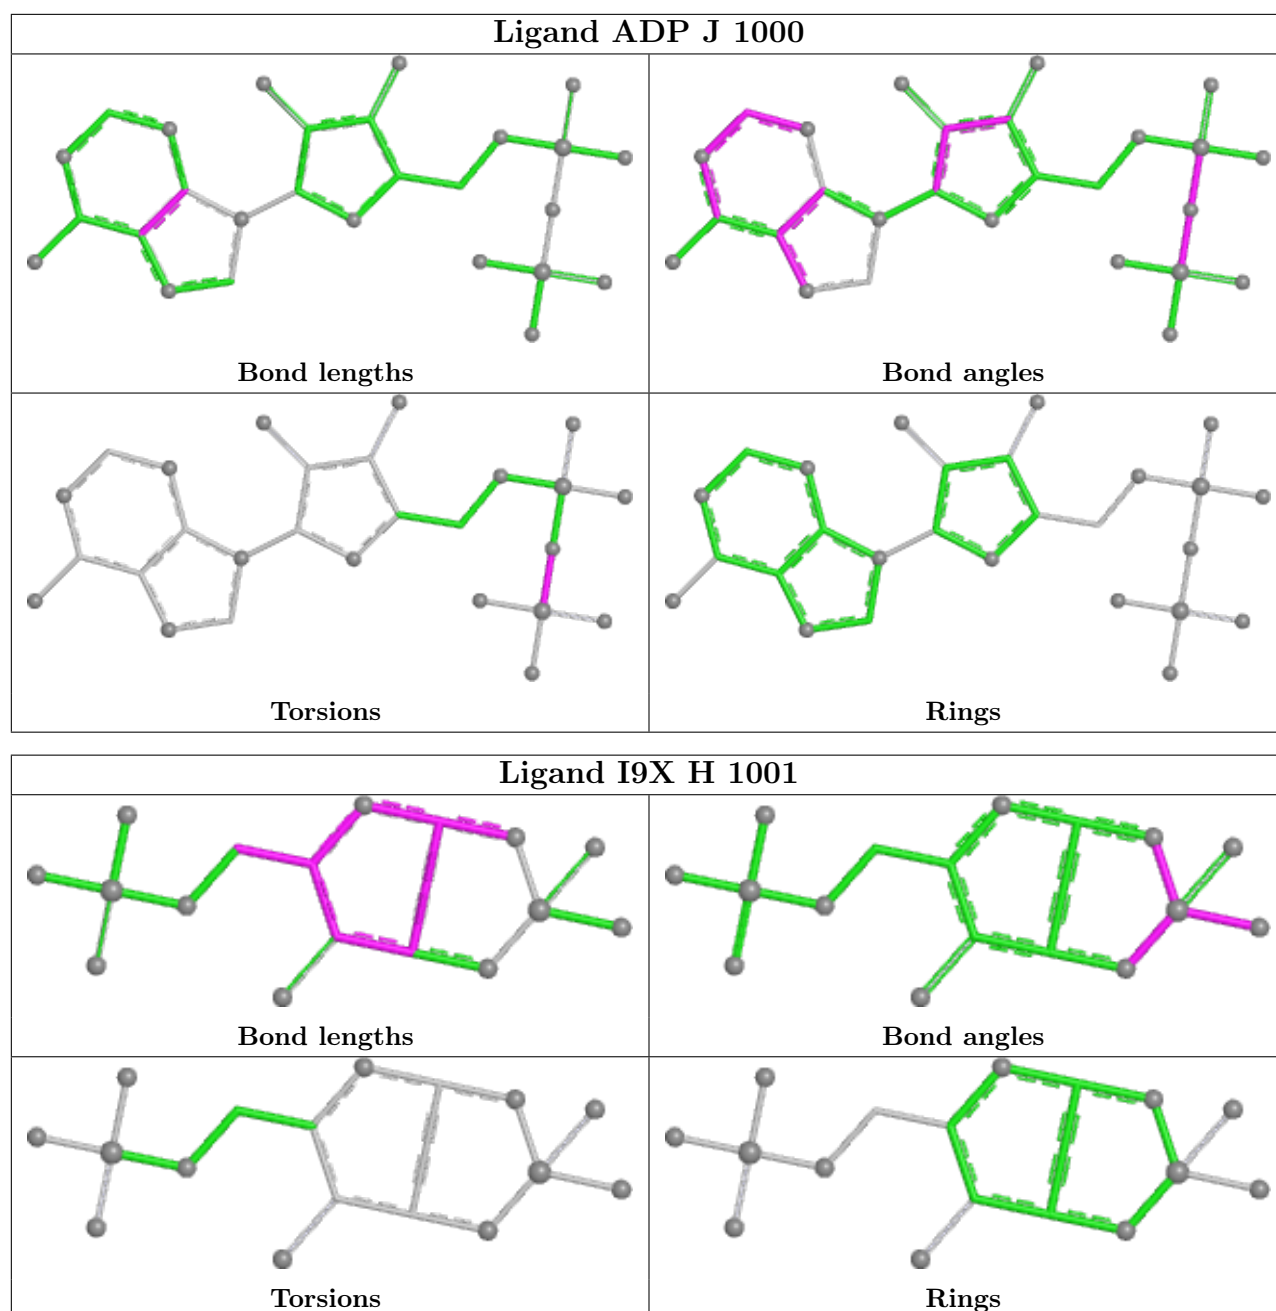 Ligand ADP J 1000
Bond lengths
Bond angles
Torsions
Rings
Ligand I9X H 1001
Bond lengths
Bond angles
Torsions
Rings